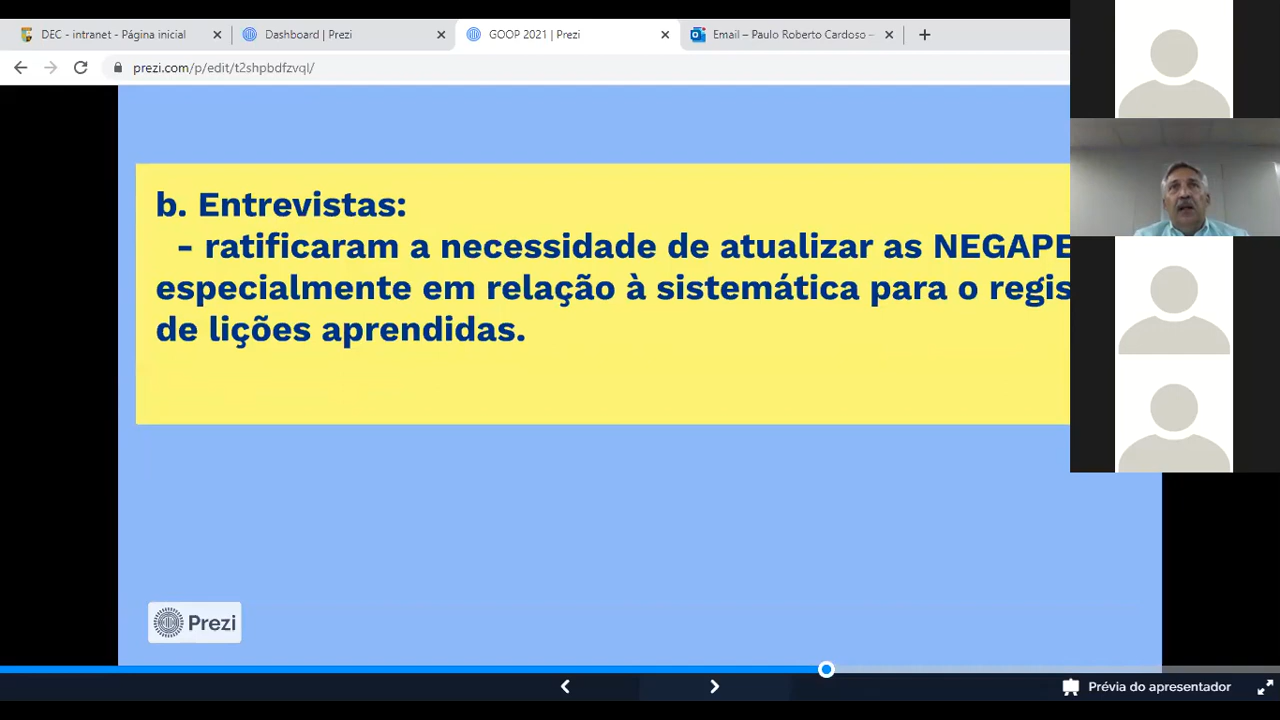 DEC - intranet - Página inicial
Dashboard | Prezi
GOOP 2021 | Prezi
Email – Paulo Roberto Cardoso –
prezi.com/p/edit/t2shpbdfzvql/
b. Entrevistas:
- ratificaram a necessidade de atualizar as NEGAPE
especialmente em relação à sistemática para o regis
de lições aprendidas.
Prezi
Prévia do apresentador